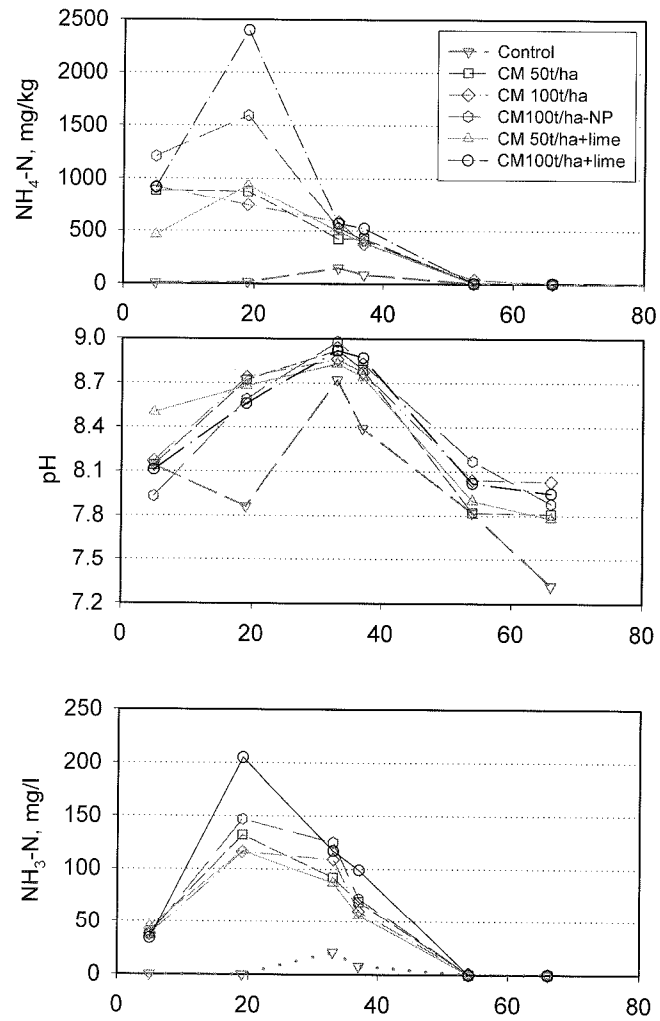 NH4-N, mg/kg
2500
2000
1500
1000
500
0
0 20 40 60 80
Control
CM 50t/ha
CM 100t/ha
CM100t/ha-NP
CM 50t/ha+lime
CM100t/ha+lime
pH
9.0
8.7
8.4
8.1
7.8
7.5
7.2
0 20 40 60 80
NH3-N, mg/l
250
200
150
100
50
0
0 20 40 60 80